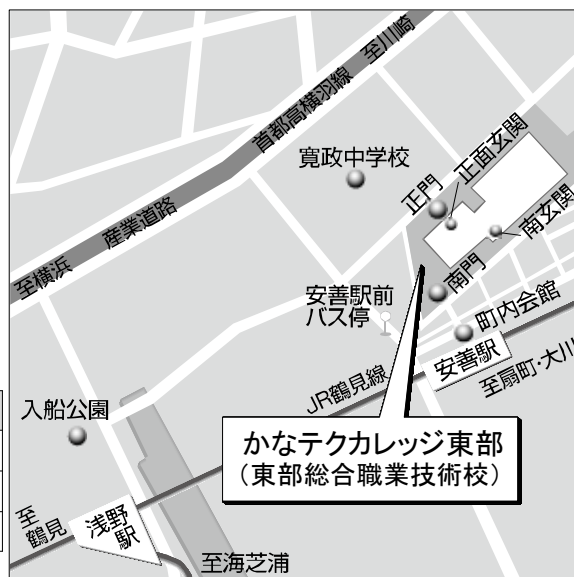 首都高横羽線
至川崎
産業道路
至横浜
寛政中学校
正門
正面玄関
南玄関
南門
安善駅前
バス停
町内会館
安善駅
至扇町・大川
JR鶴見線
かなテクカレッジ東部
(東部総合職業技術校)
入船公園
至
鶴見
浅野
駅
至海芝浦